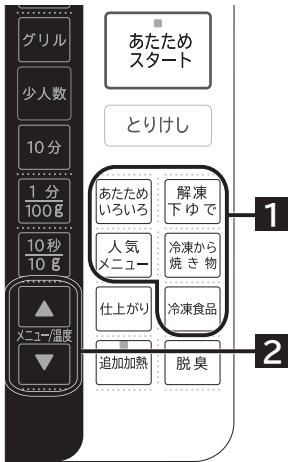 グリル
少人数
10分
1分
100g
10秒
10g
▲
メニュー/温度
▼
あたため
スタート
とりけし
あたため
いろいろ
解凍
下ゆで
人気
メニュー
冷凍から
焼き物
仕上がり
冷凍食品
追加加熱
脱臭
1
2